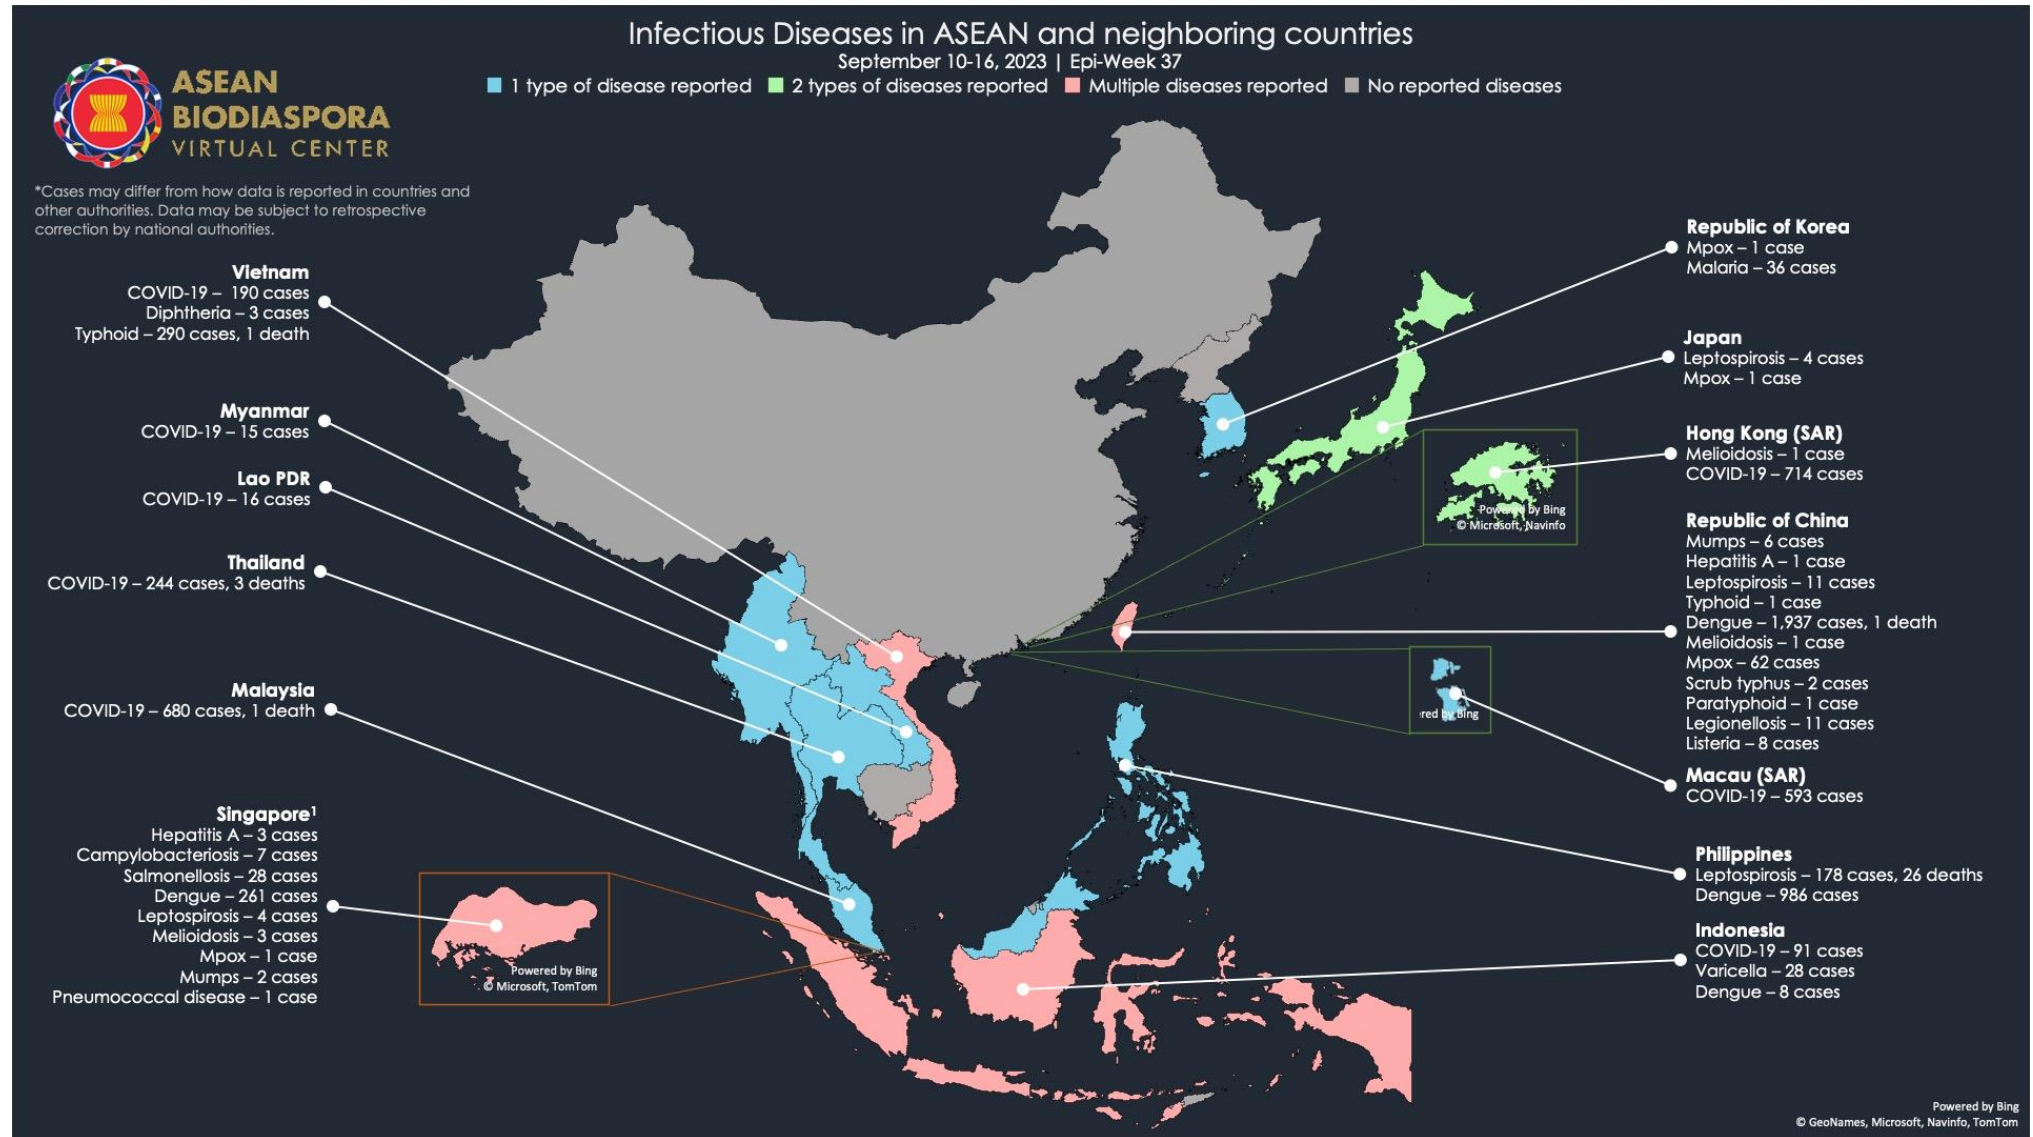 Infectious Diseases in ASEAN and neighboring countries
September 10-16, 2023 | Epi-Week 37
1 type of disease reported
2 types of diseases reported
Multiple diseases reported
No reported diseases
ASEAN
BIODIASPORA
VIRTUAL CENTER
*Cases may differ from how data is reported in countries and
other authorities. Data may be subject to retrospective
correction by national authorities.
Vietnam
COVID-19 – 190 cases
Diphtheria – 3 cases
Typhoid – 290 cases, 1 death
Myanmar
COVID-19 – 15 cases
Lao PDR
COVID-19 – 16 cases
Thailand
COVID-19 – 244 cases, 3 deaths
Malaysia
COVID-19 – 680 cases, 1 death
Singapore¹
Hepatitis A – 3 cases
Campylobacteriosis – 7 cases
Salmonellosis – 28 cases
Dengue – 261 cases
Leptospirosis – 4 cases
Melioidosis – 3 cases
Mpox – 1 case
Mumps – 2 cases
Pneumococcal disease – 1 case
Powered by Bing
© Microsoft, TomTom
Republic of Korea
Mpox – 1 case
Malaria – 36 cases
Japan
Leptospirosis – 4 cases
Mpox – 1 case
Hong Kong (SAR)
Melioidosis – 1 case
COVID-19 – 714 cases
Powered by Bing
© Microsoft, Navinfo
Republic of China
Mumps – 6 cases
Hepatitis A – 1 case
Leptospirosis – 11 cases
Typhoid – 1 case
Dengue – 1,937 cases, 1 death
Melioidosis – 1 case
Mpox – 62 cases
Scrub typhus – 2 cases
Paratyphoid – 1 case
Legionellosis – 11 cases
Listeria – 8 cases
red by Bing
Macau (SAR)
COVID-19 – 593 cases
Philippines
Leptospirosis – 178 cases, 26 deaths
Dengue – 986 cases
Indonesia
COVID-19 – 91 cases
Varicella – 28 cases
Dengue – 8 cases
Powered by Bing
© GeoNames, Microsoft, Navinfo, TomTom